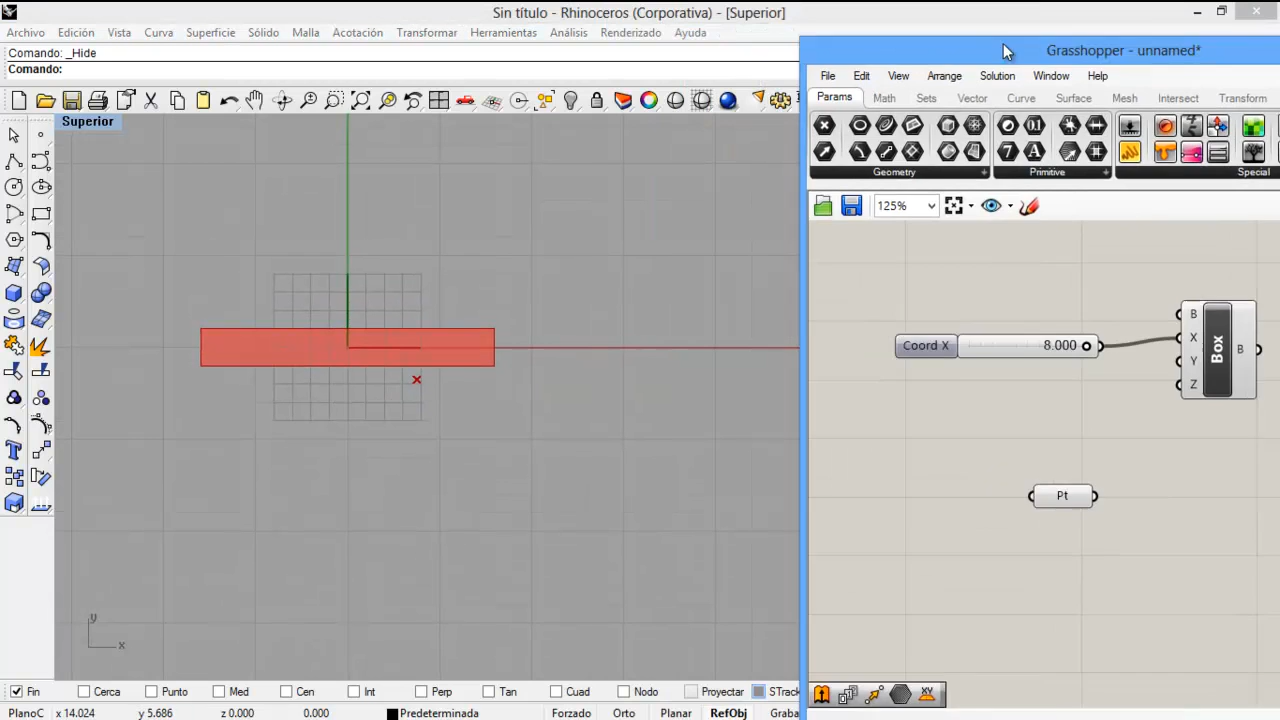 Sin título - Rhinoceros (Corporativa) - [Superior]
Archivo Edición Vista Curva Superficie Sólido Malla Acotación Transformar Herramientas Análisis Renderizado Ayuda
Comando: _Hide
Comando:
Superior
y
x
Fin Cerca Punto Med Cen Int Perp Tan Cuad Nodo Proyectar STrack
PlanoC x 14.024 y 5.686 z 0.000 0.000 Predeterminada Forzado Orto Planar RefObj Graba
Grasshopper - unnamed*
File Edit View Arrange Solution Window Help
Params Math Sets Vector Curve Surface Mesh Intersect Transform
Geometry Primitive Special
125%
Coord X 8.000
B
X
Y
Z
Box
B
Pt